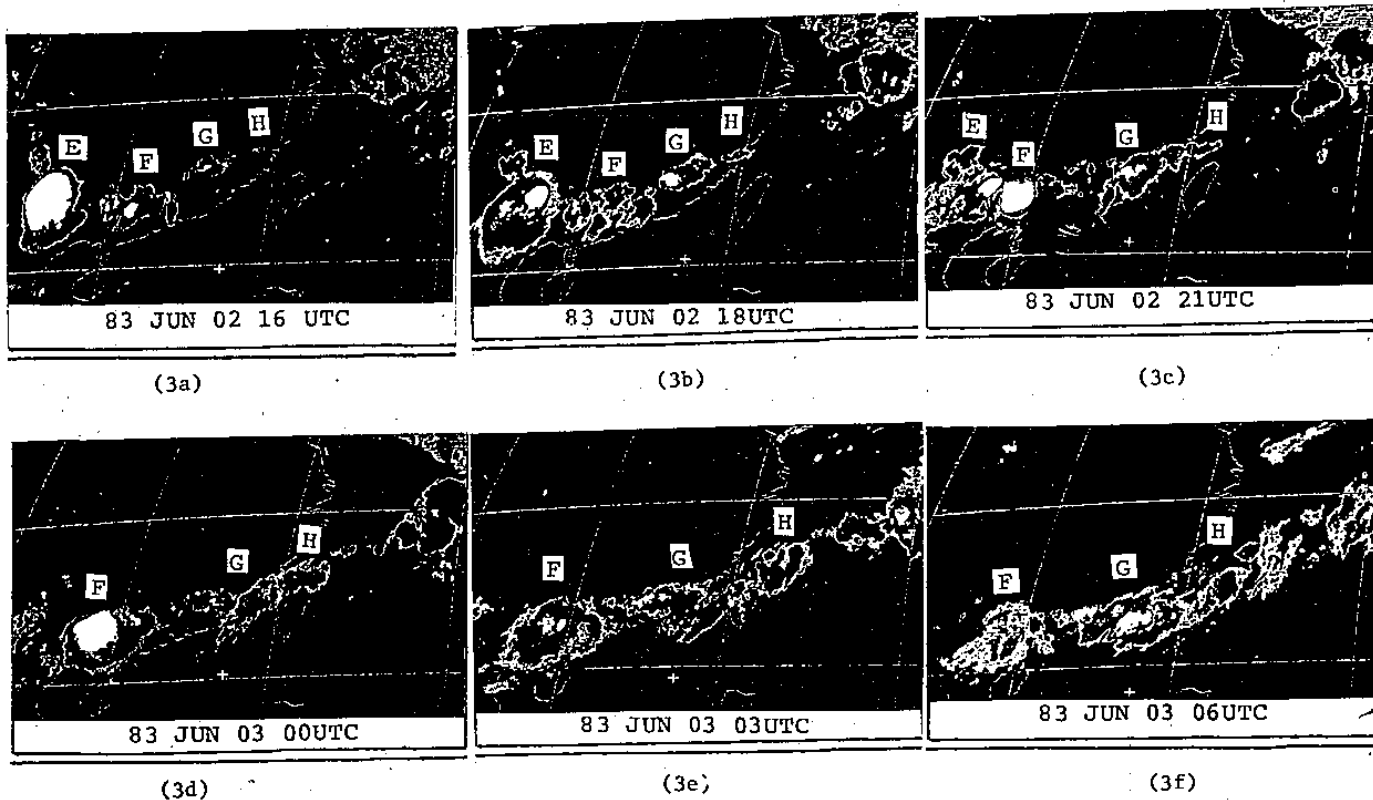 E F G H
83 JUN 02 16 UTC
(3a)
E F G H
83 JUN 02 18UTC
(3b)
E F G H
83 JUN 02 21UTC
(3c)
F G H
83 JUN 03 00UTC
(3d)
F G H
83 JUN 03 03UTC
(3e)
F G H
83 JUN 03 06UTC
(3f)